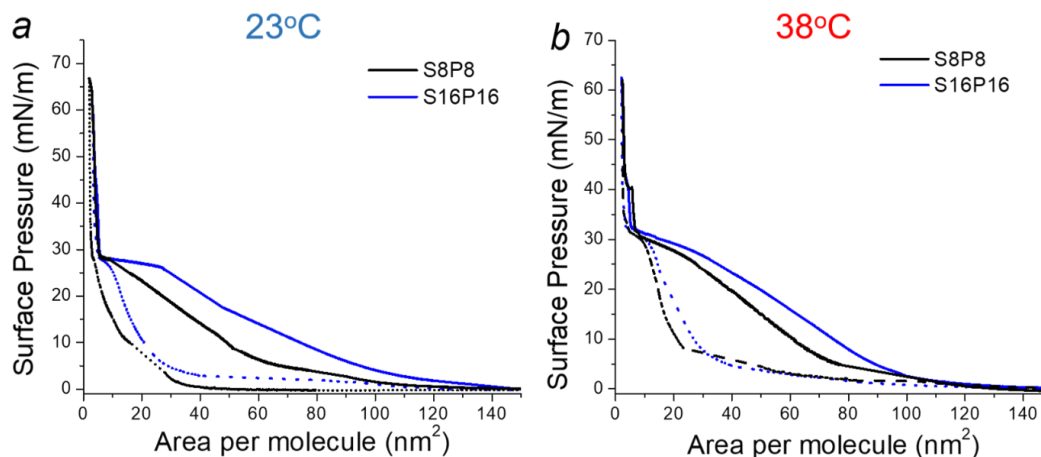 a
23°C
70
60
50
40
30
20
10
0
Surface Pressure (mN/m)
S8P8
S16P16
0 20 40 60 80 100 120 140
Area per molecule (nm²)
b
38°C
70
60
50
40
30
20
10
0
Surface Pressure (mN/m)
S8P8
S16P16
0 20 40 60 80 100 120 140
Area per molecule (nm²)